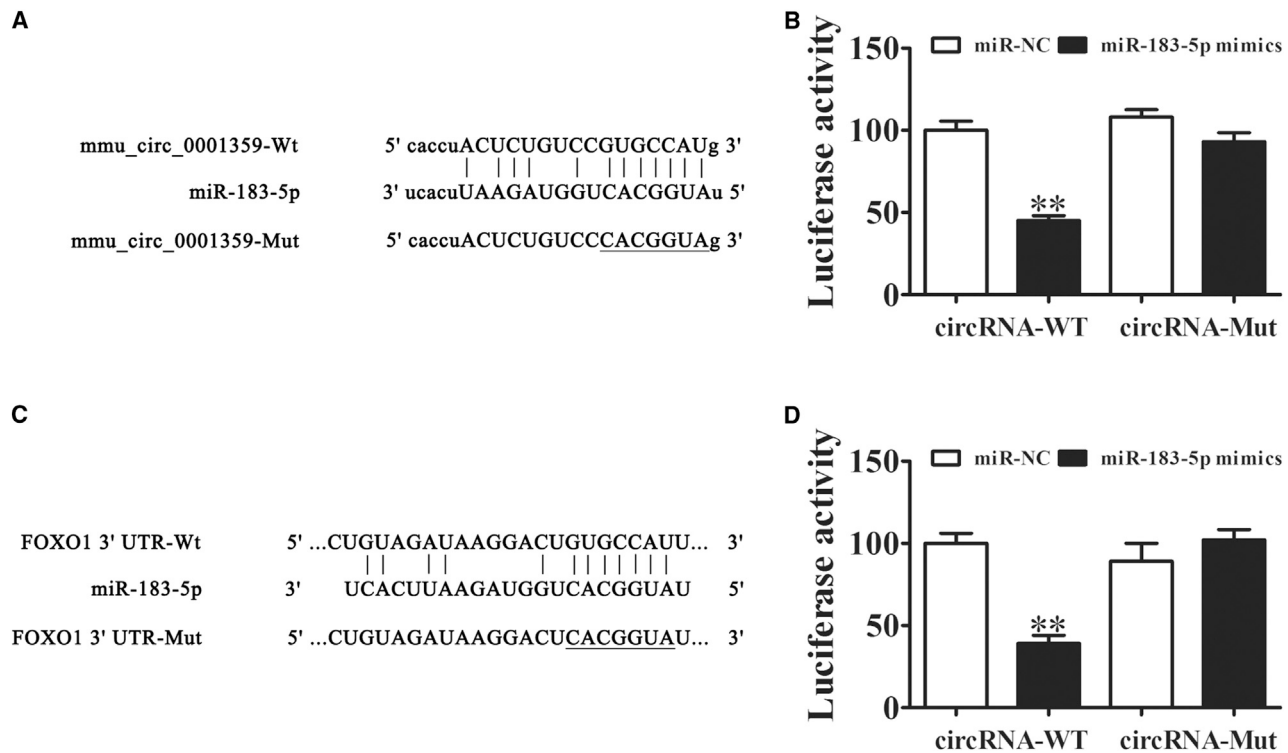 A
mmu_circ_0001359-Wt 5' caccuACUCUGUCCGUGCCAUg 3'
miR-183-5p 3' ucacuUAAGAUGGUCACGGUAu 5'
mmu_circ_0001359-Mut 5' caccuACUCUGUCCCACGGUAg 3'
B
miR-NC miR-183-5p mimics
Luciferase activity
150
100
50
0
**
circRNA-WT circRNA-Mut
C
FOXO1 3' UTR-Wt 5' ...CUGUAGAUAAGGACUGUGCCAUU... 3'
miR-183-5p 3' UCACUUAAGAUGGUCACGGUAU 5'
FOXO1 3' UTR-Mut 5' ...CUGUAGAUAAGGACUCACGGUAU... 3'
D
miR-NC miR-183-5p mimics
Luciferase activity
150
100
50
0
**
circRNA-WT circRNA-Mut